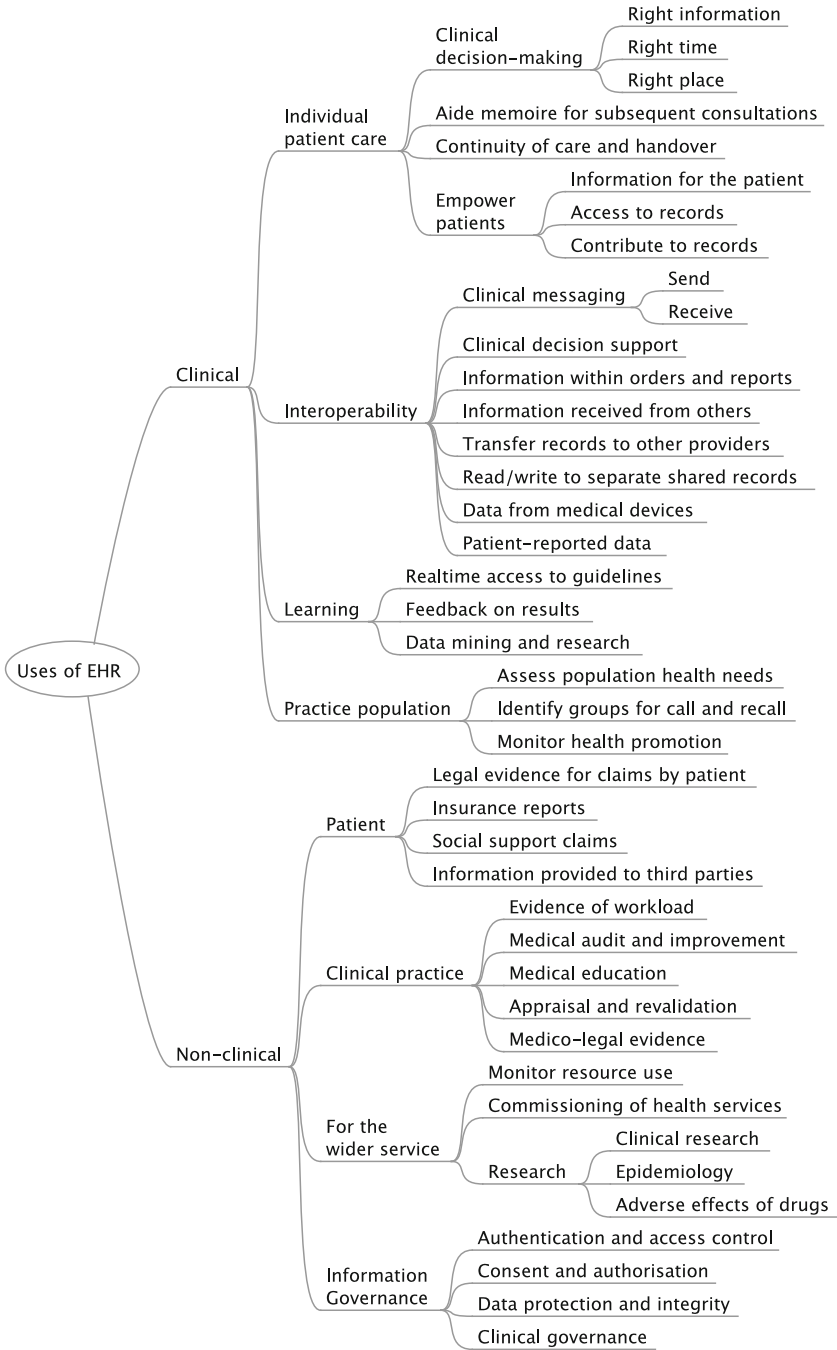 Uses of EHR
Clinical
Individual
patient care
Clinical
decision-making
Right information
Right time
Right place
Aide memoire for subsequent consultations
Continuity of care and handover
Empower
patients
Information for the patient
Access to records
Contribute to records
Interoperability
Clinical messaging
Send
Receive
Clinical decision support
Information within orders and reports
Information received from others
Transfer records to other providers
Read/write to separate shared records
Data from medical devices
Patient-reported data
Learning
Realtime access to guidelines
Feedback on results
Data mining and research
Practice population
Assess population health needs
Identify groups for call and recall
Monitor health promotion
Non-clinical
Patient
Legal evidence for claims by patient
Insurance reports
Social support claims
Information provided to third parties
Clinical practice
Evidence of workload
Medical audit and improvement
Medical education
Appraisal and revalidation
Medico-legal evidence
For the
wider service
Monitor resource use
Commissioning of health services
Research
Clinical research
Epidemiology
Adverse effects of drugs
Information
Governance
Authentication and access control
Consent and authorisation
Data protection and integrity
Clinical governance